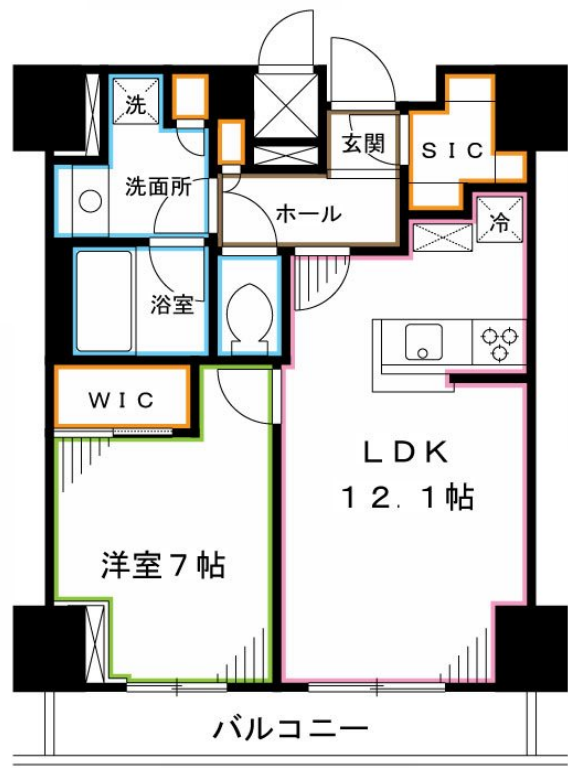 洗
玄関
SIC
洗面所
ホール
冷
浴室
WIC
LDK
12.1帖
洋室7帖
バルコニー